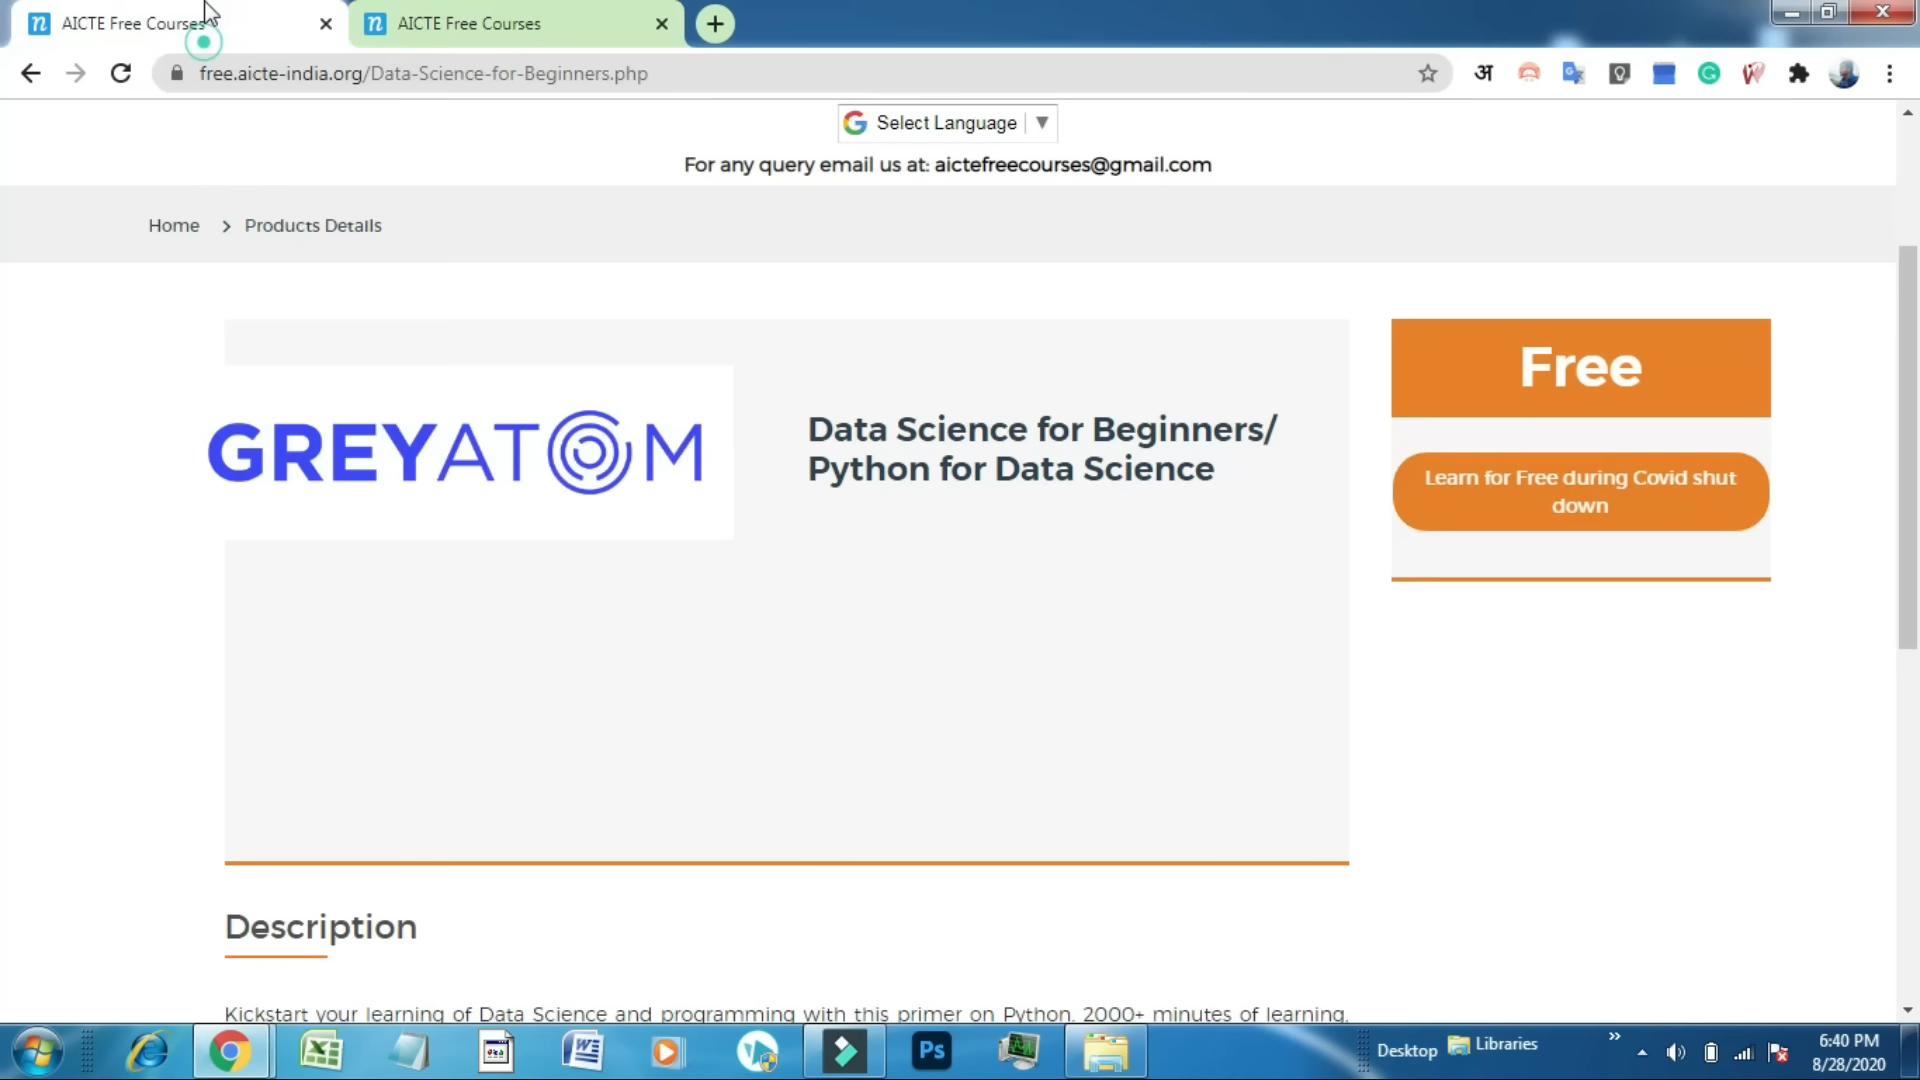 AICTE Free Courses
AICTE Free Courses
free.aicte-india.org/Data-Science-for-Beginners.php
अ
Select Language
For any query email us at: aictefreecourses@gmail.com
Home > Products Details
GREYATOM
Data Science for Beginners/
Python for Data Science
Free
Learn for Free during Covid shut
down
Description
Kickstart your learning of Data Science and programming with this primer on Python. 2000+ minutes of learning,
Ps
Desktop
Libraries
6:40 PM
8/28/2020